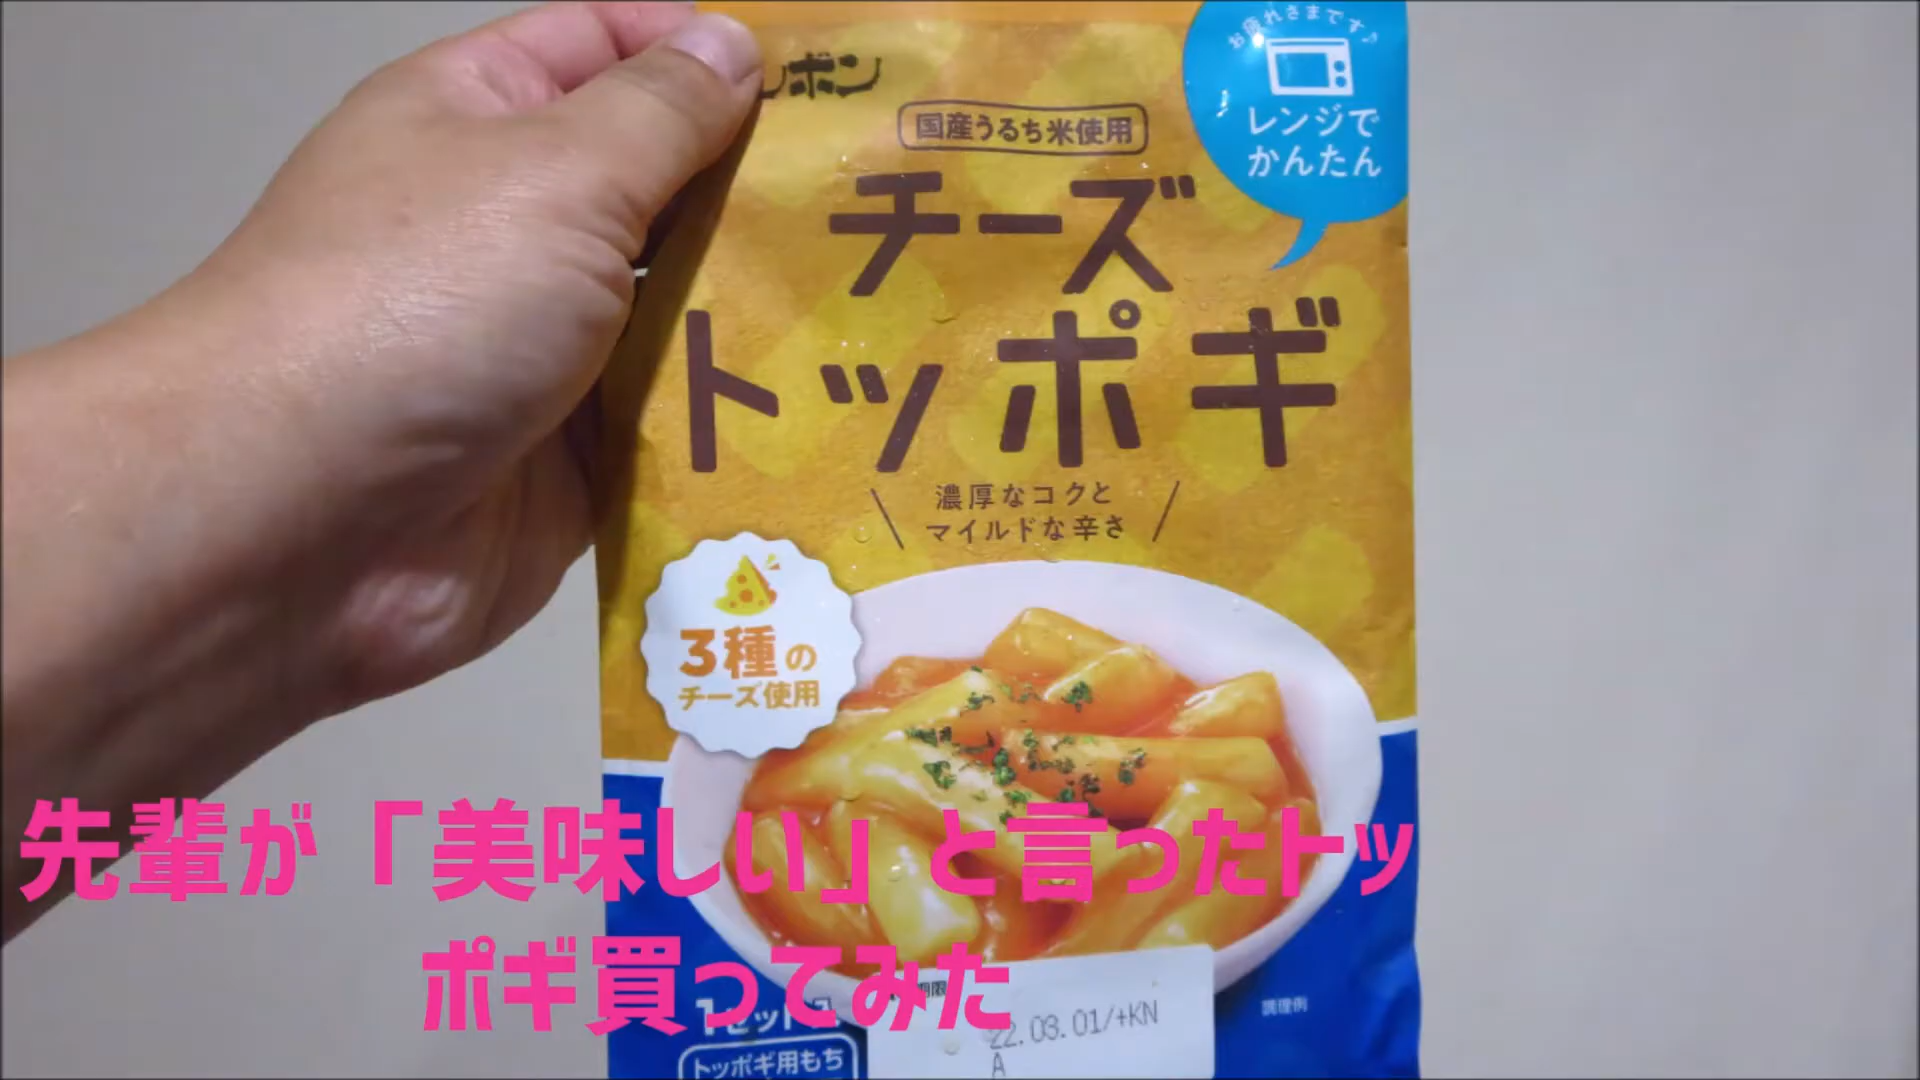 ボン
お疲れさまです♪
レンジで
かんたん
国産うるち米使用
チーズ
トッポギ
濃厚なコクと
マイルドな辛さ
3種の
チーズ使用
先輩が「美味しい」と言ったトッ
ポギ買ってみた
期限
22.03.01/+KN
A
調理例
トッポギ用もち